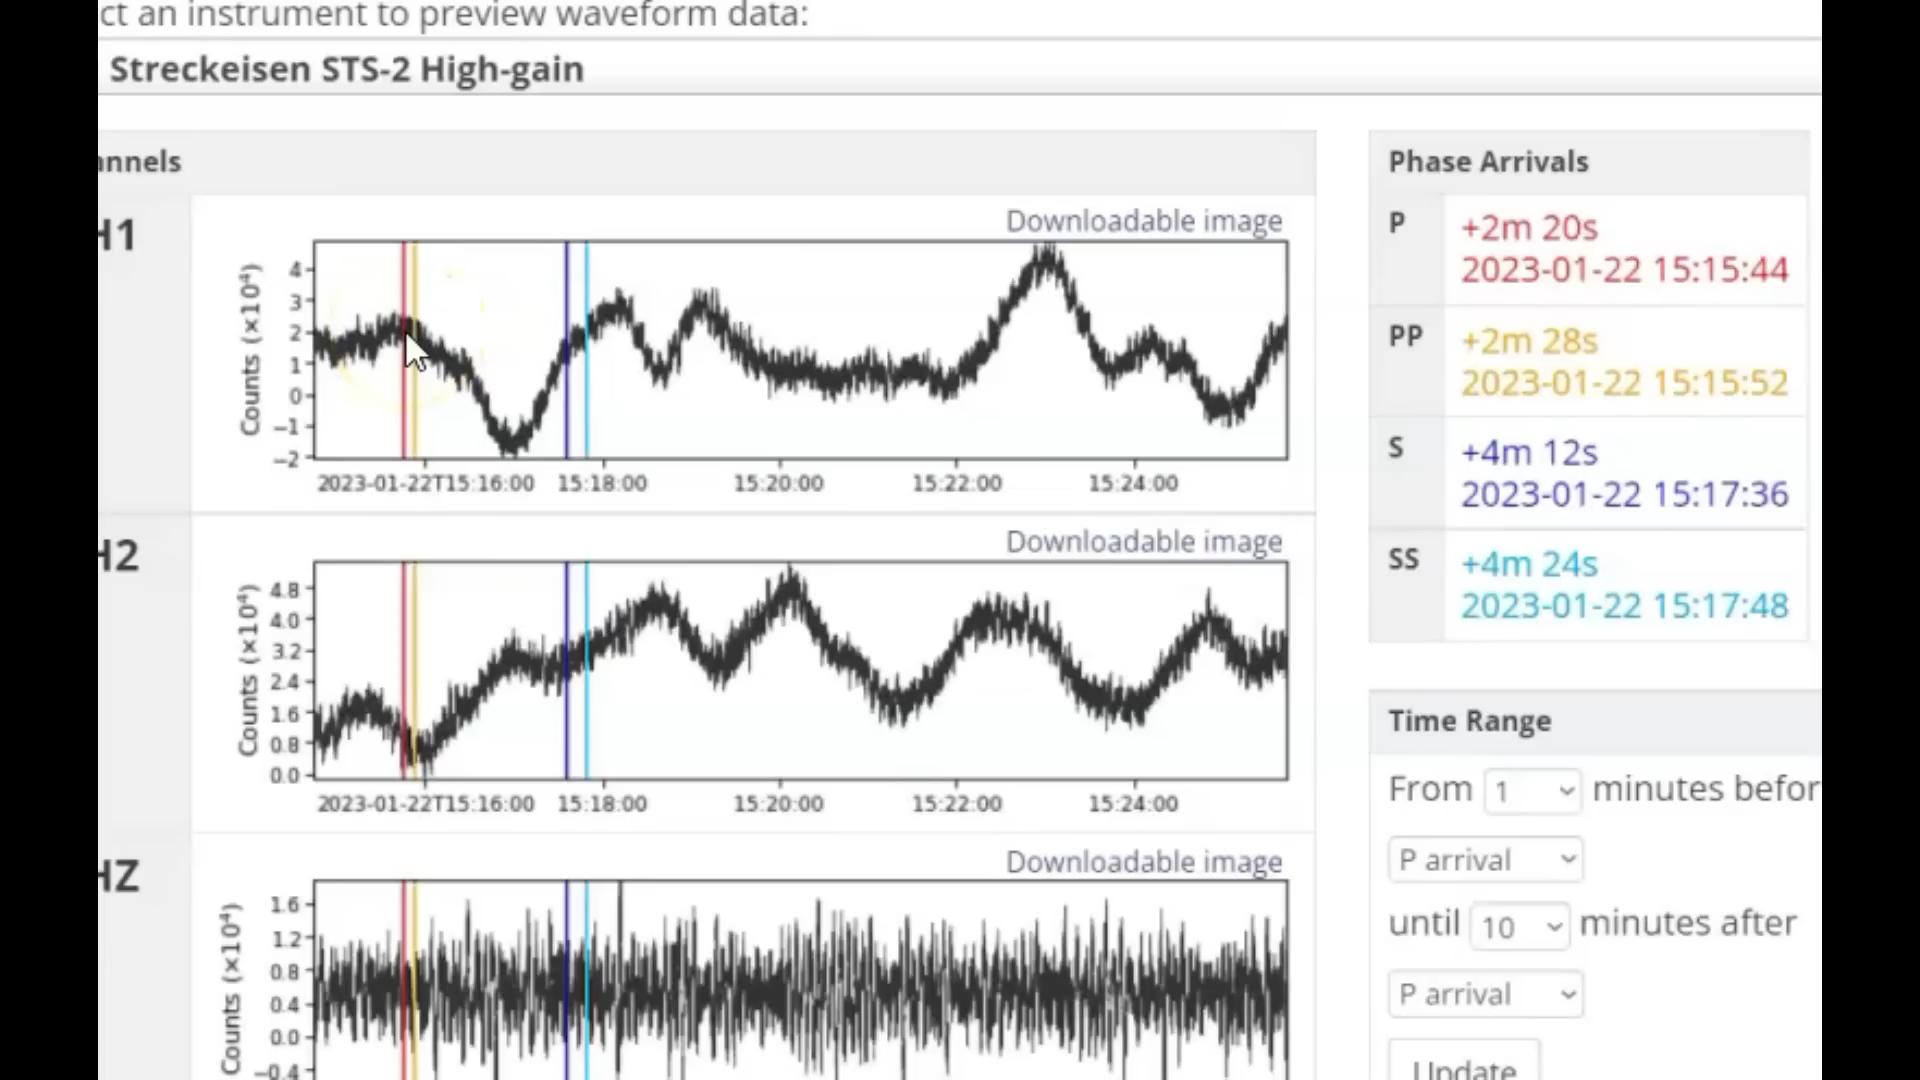 ct an instrument to preview waveform data:
Streckeisen STS-2 High-gain
annels
H1
Downloadable image
Counts (×10⁴)
4
3
2
1
0
−1
−2
2023-01-22T15:16:00 15:18:00 15:20:00 15:22:00 15:24:00
H2
Downloadable image
Counts (×10⁴)
4.8
4.0
3.2
2.4
1.6
0.8
0.0
2023-01-22T15:16:00 15:18:00 15:20:00 15:22:00 15:24:00
HZ
Downloadable image
Counts (×10⁴)
1.6
1.2
0.8
0.4
0.0
−0.4
Phase Arrivals
P +2m 20s
2023-01-22 15:15:44
PP +2m 28s
2023-01-22 15:15:52
S +4m 12s
2023-01-22 15:17:36
SS +4m 24s
2023-01-22 15:17:48
Time Range
From 1 minutes befor
P arrival
until 10 minutes after
P arrival
Update